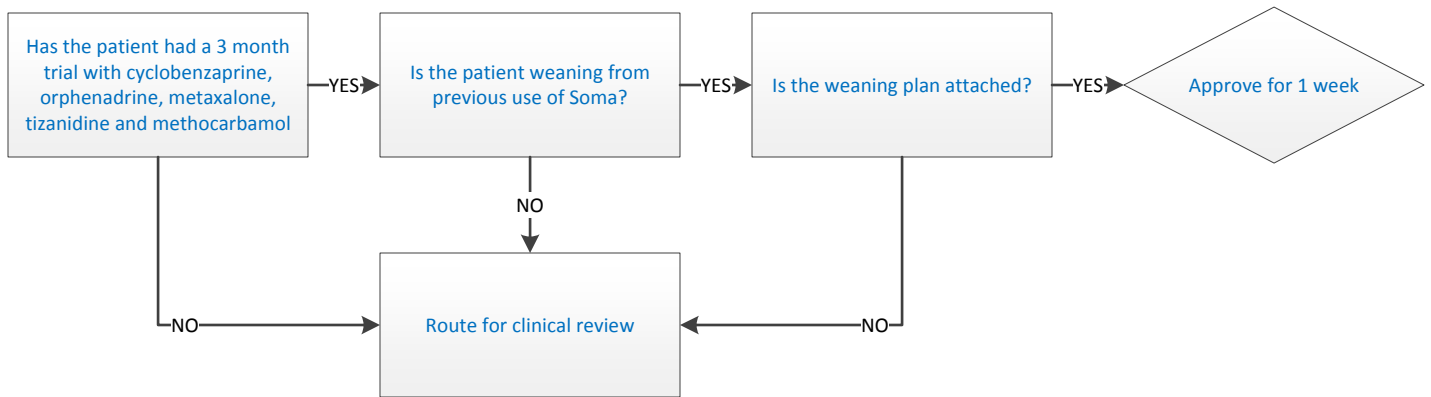 Has the patient had a 3 month
trial with cyclobenzaprine,
orphenadrine, metaxalone,
tizanidine and methocarbamol
YES
Is the patient weaning from
previous use of Soma?
YES
Is the weaning plan attached?
YES
Approve for 1 week
NO
NO
Route for clinical review
NO